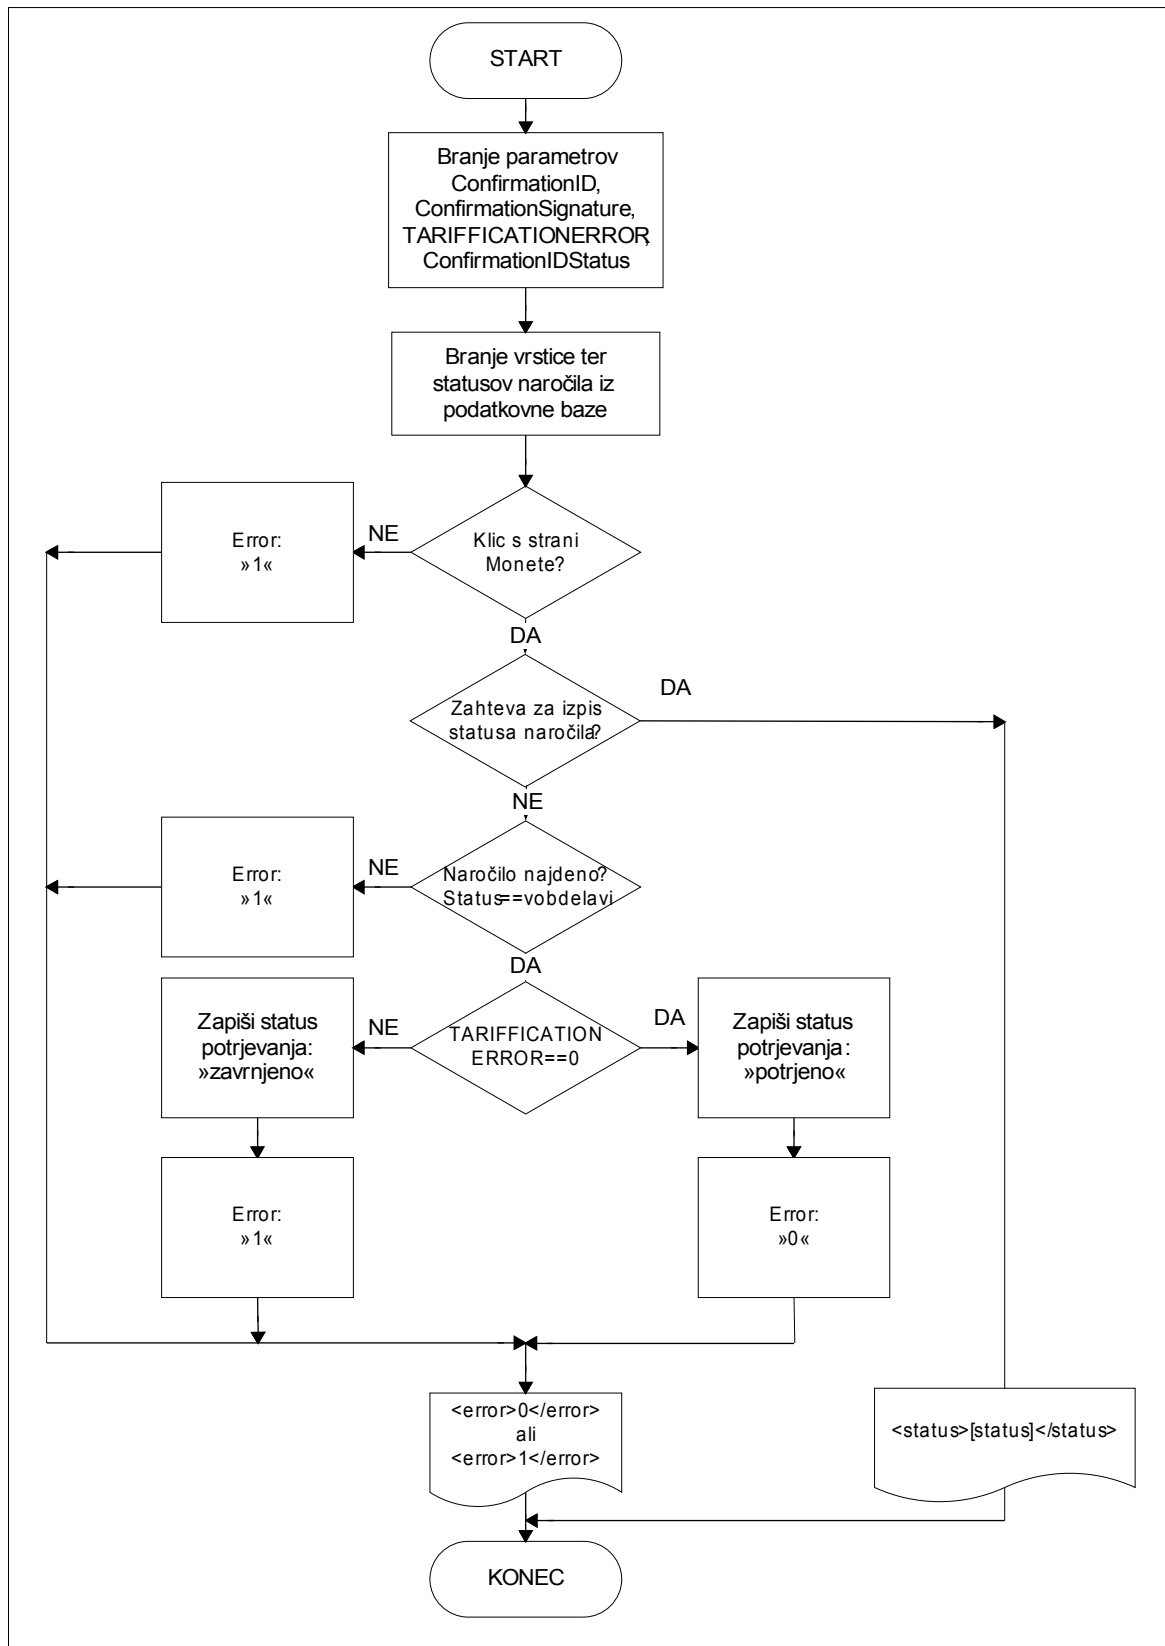 START
Branje parametrov
ConfirmationID,
ConfirmationSignature,
TARIFFICATIONERROR,
ConfirmationIDStatus
Branje vrstice ter
statusov naročila iz
podatkovne baze
Error:
»1«
NE
Klic s strani
Monete?
DA
Zahteva za izpis
statusa naročila?
DA
NE
Error:
»1«
NE
Naročilo najdeno?
Status==vobdelavi
DA
Zapiši status
potrjevanja:
»zavrnjeno«
NE
TARIFFICATION
ERROR==0
DA
Zapiši status
potrjevanja:
»potrjeno«
Error:
»1«
Error:
»0«
<error>0</error>
ali
<error>1</error>
<status>[status]</status>
KONEC